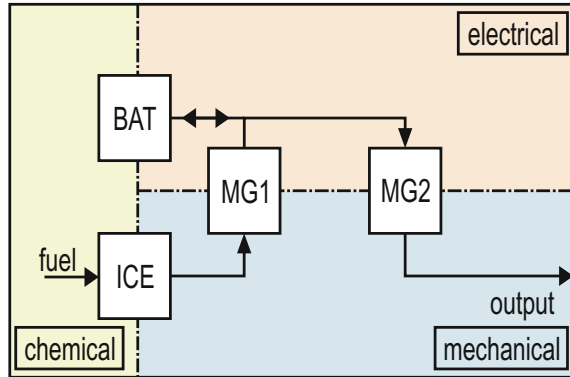 electrical
BAT
MG1
MG2
fuel
ICE
output
chemical
mechanical